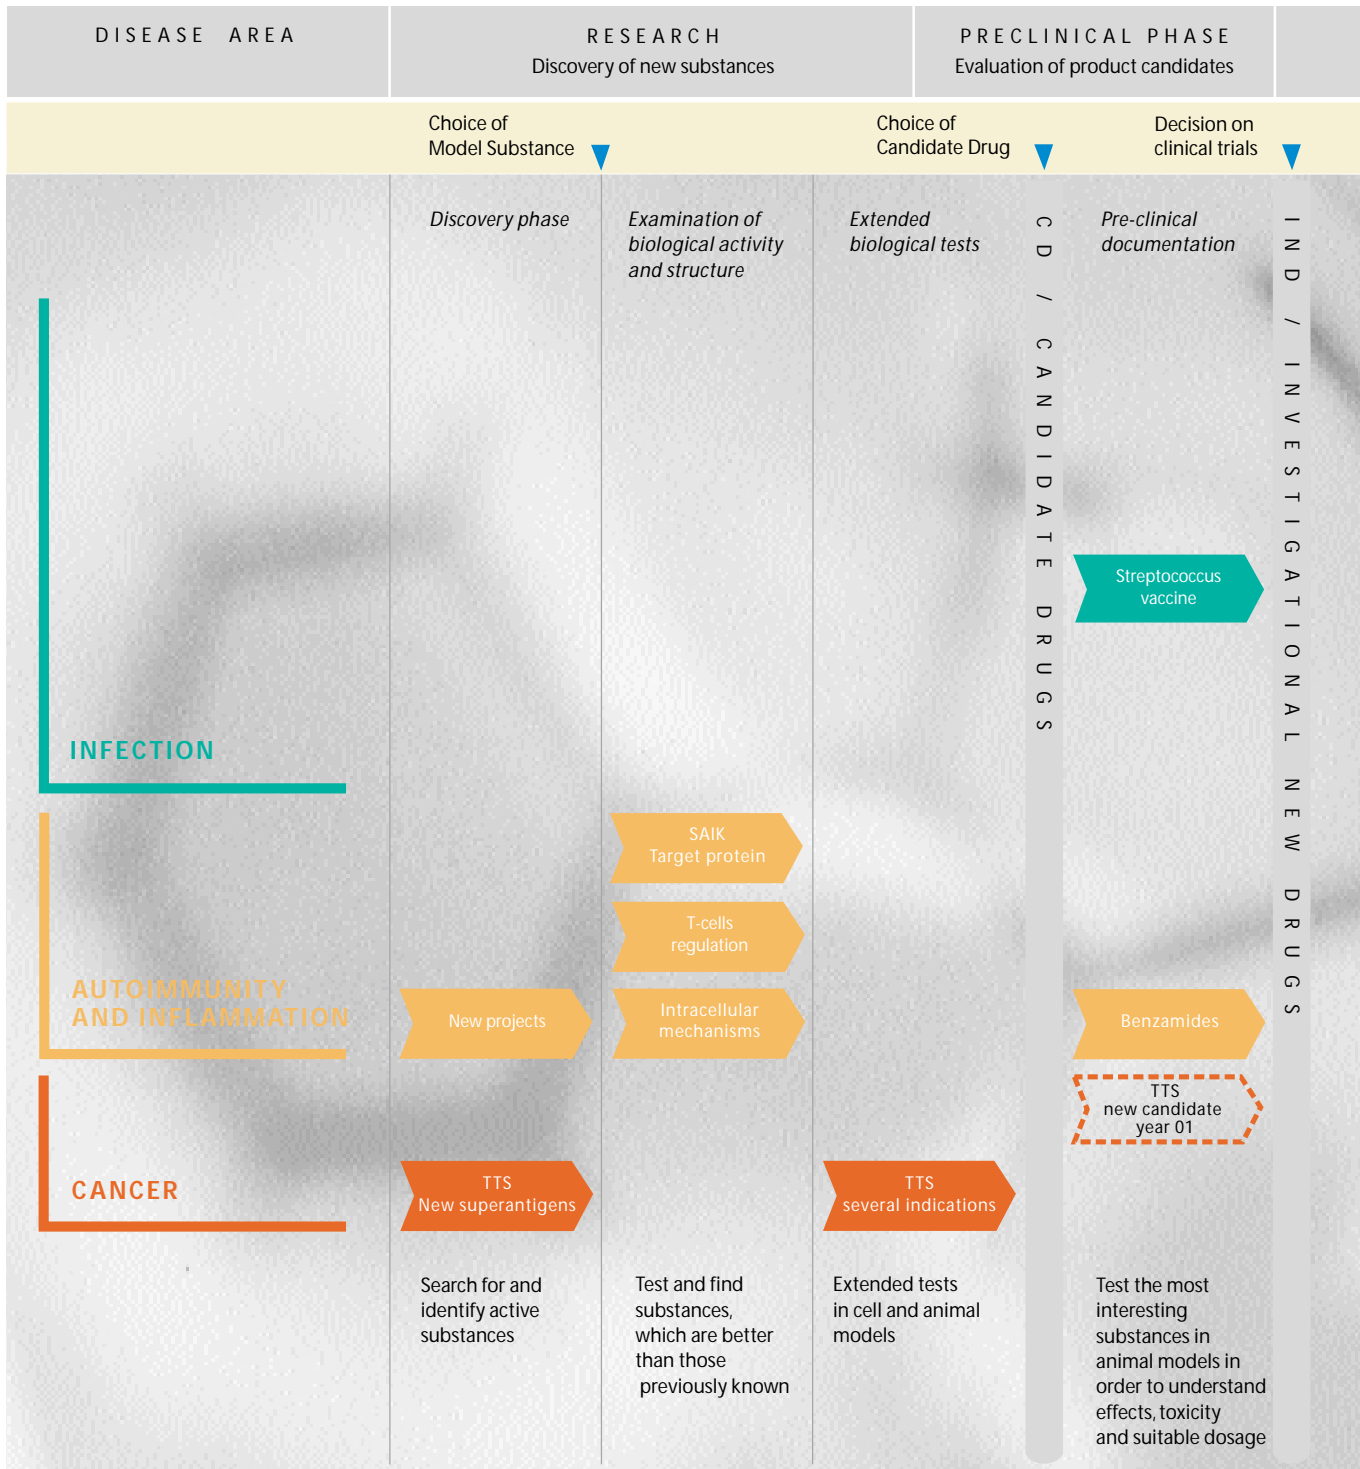 DISEASE AREA
RESEARCH
Discovery of new substances
PRECLINICAL PHASE
Evaluation of product candidates
Choice of
Model Substance
Choice of
Candidate Drug
Decision on
clinical trials
Discovery phase
Examination of
biological activity
and structure
Extended
biological tests
CD / CANDIDATE DRUGS
Pre-clinical
documentation
IND / INVESTIGATIONAL NEW DRUGS
Streptococcus
vaccine
INFECTION
SAIK
Target protein
T-cells
regulation
AUTOIMMUNITY
AND INFLAMMATION
New projects
Intracellular
mechanisms
Benzamides
TTS
new candidate
year 01
CANCER
TTS
New superantigens
TTS
several indications
Search for and
identify active
substances
Test and find
substances,
which are better
than those
previously known
Extended tests
in cell and animal
models
Test the most
interesting
substances in
animal models in
order to understand
effects, toxicity
and suitable dosage